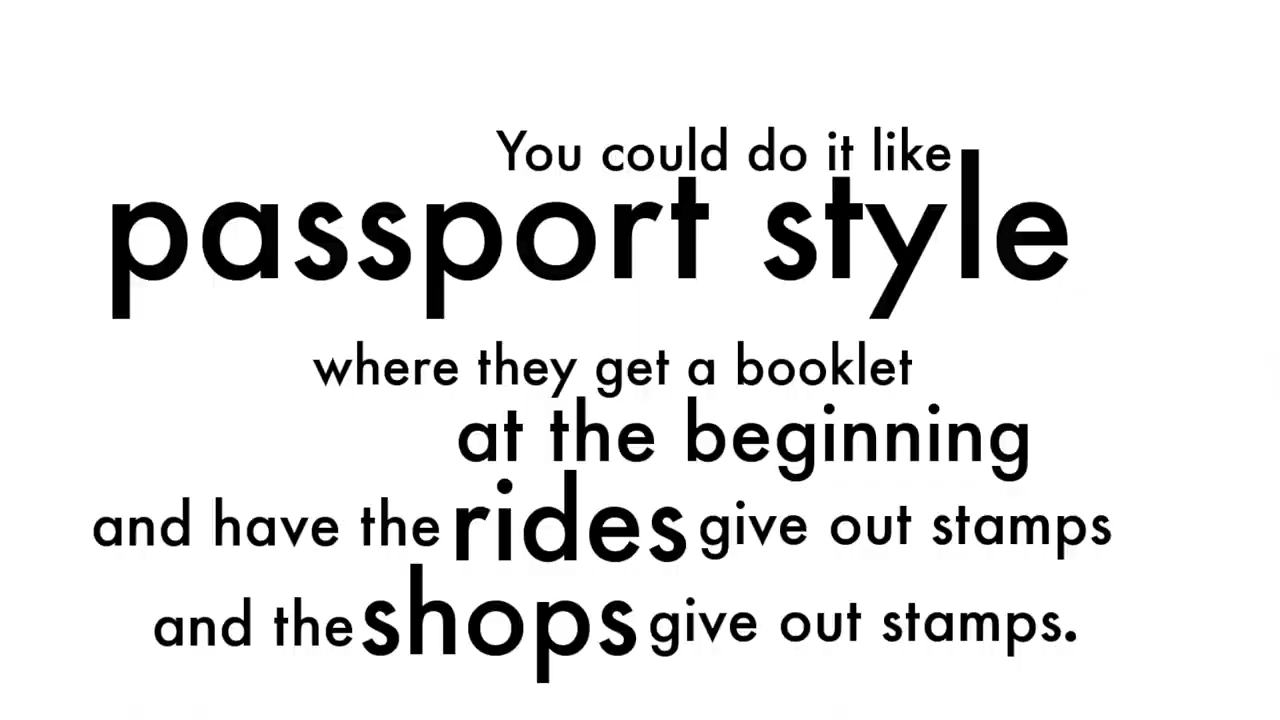 You could do it like
passport style
where they get a booklet
at the beginning
and have the rides give out stamps
and the shops give out stamps.